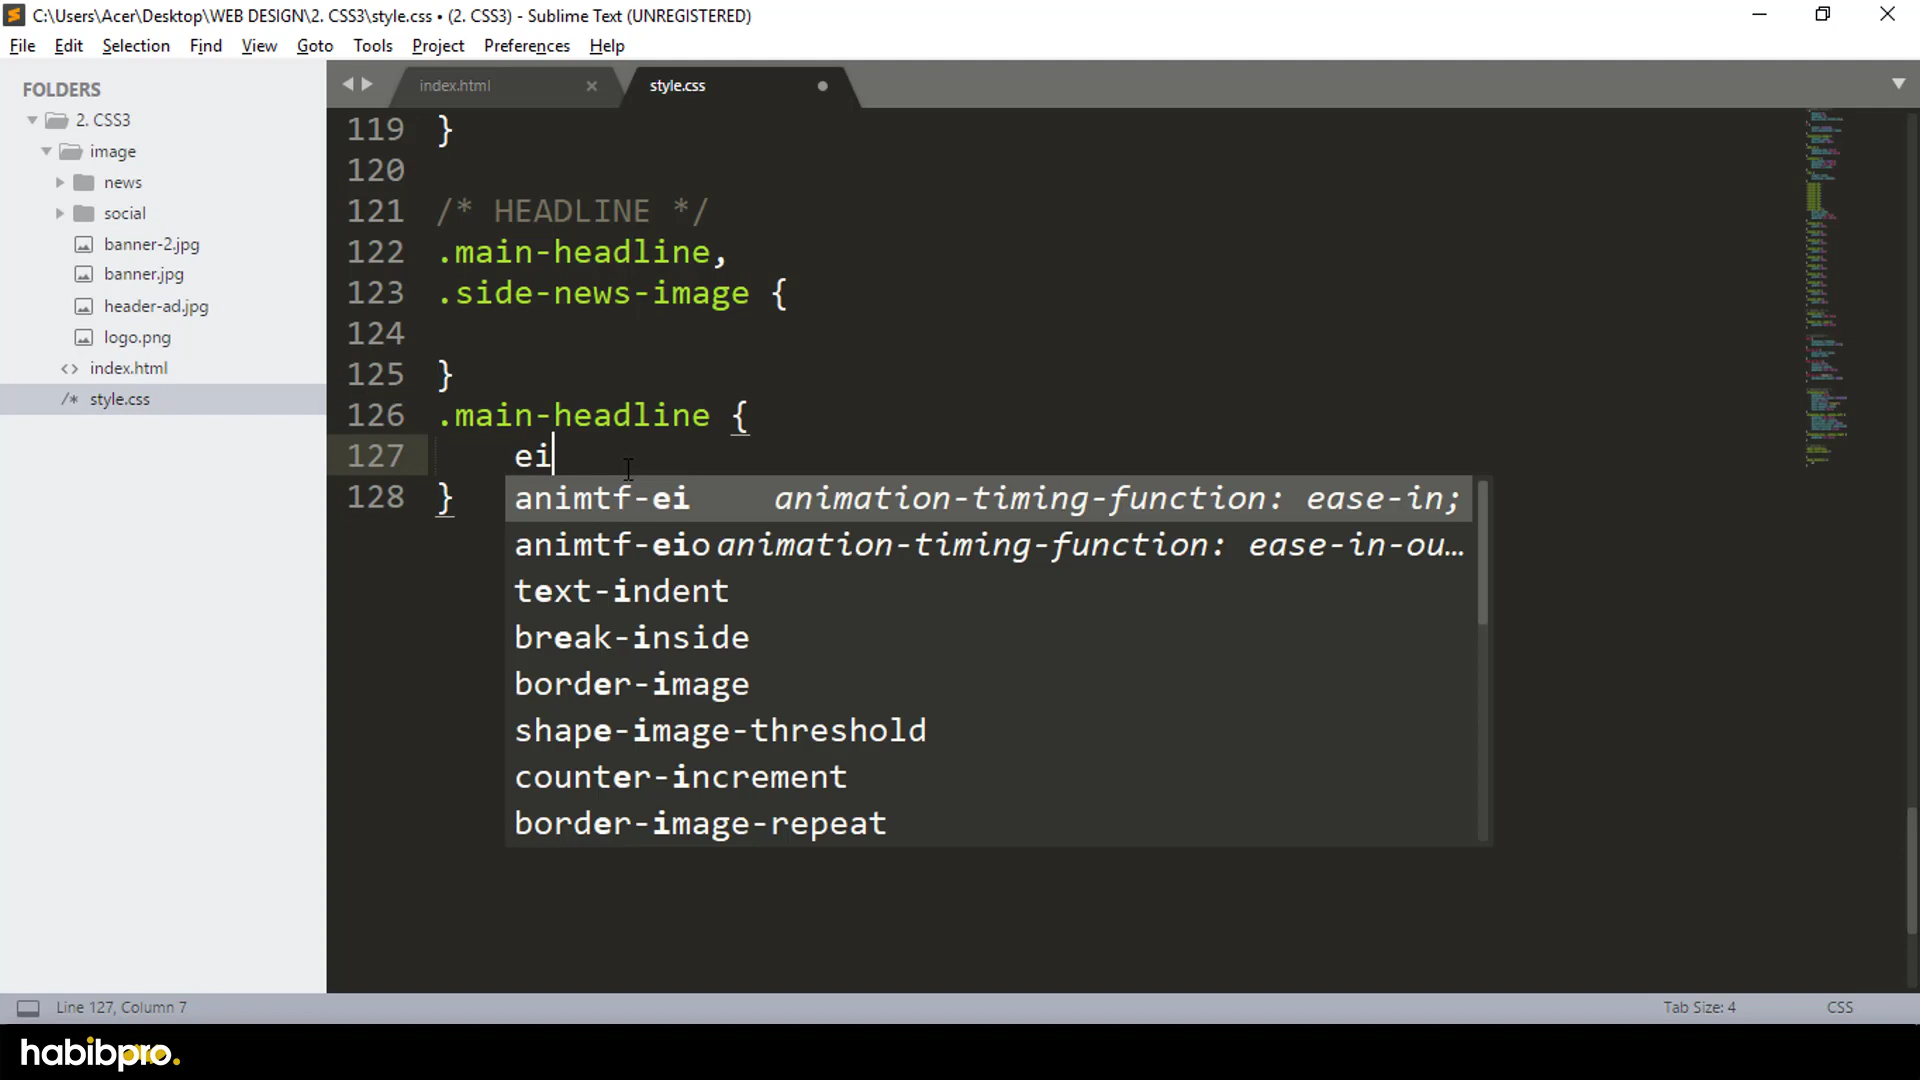 C:\Users\Acer\Desktop\WEB DESIGN\2. CSS3\style.css • (2. CSS3) - Sublime Text (UNREGISTERED)
File Edit Selection Find View Goto Tools Project Preferences Help
FOLDERS
2. CSS3
image
news
social
banner-2.jpg
banner.jpg
header-ad.jpg
logo.png
<> index.html
/* style.css
index.html
style.css
119 }
120
121 /* HEADLINE */
122 .main-headline,
123 .side-news-image {
124
125 }
126 .main-headline {
127 ei
128 }
animtf-ei animation-timing-function: ease-in;
animtf-eio animation-timing-function: ease-in-ou…
text-indent
break-inside
border-image
shape-image-threshold
counter-increment
border-image-repeat
Line 127, Column 7
Tab Size: 4
CSS
habibpro.